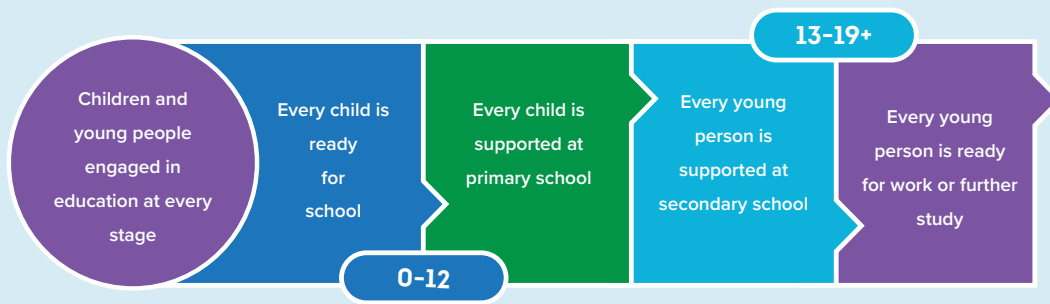 Children and
young people
engaged in
education at every
stage
Every child is
ready
for
school
0-12
Every child is
supported at
primary school
13-19+
Every young
person is
supported at
secondary school
Every young
person is ready
for work or further
study